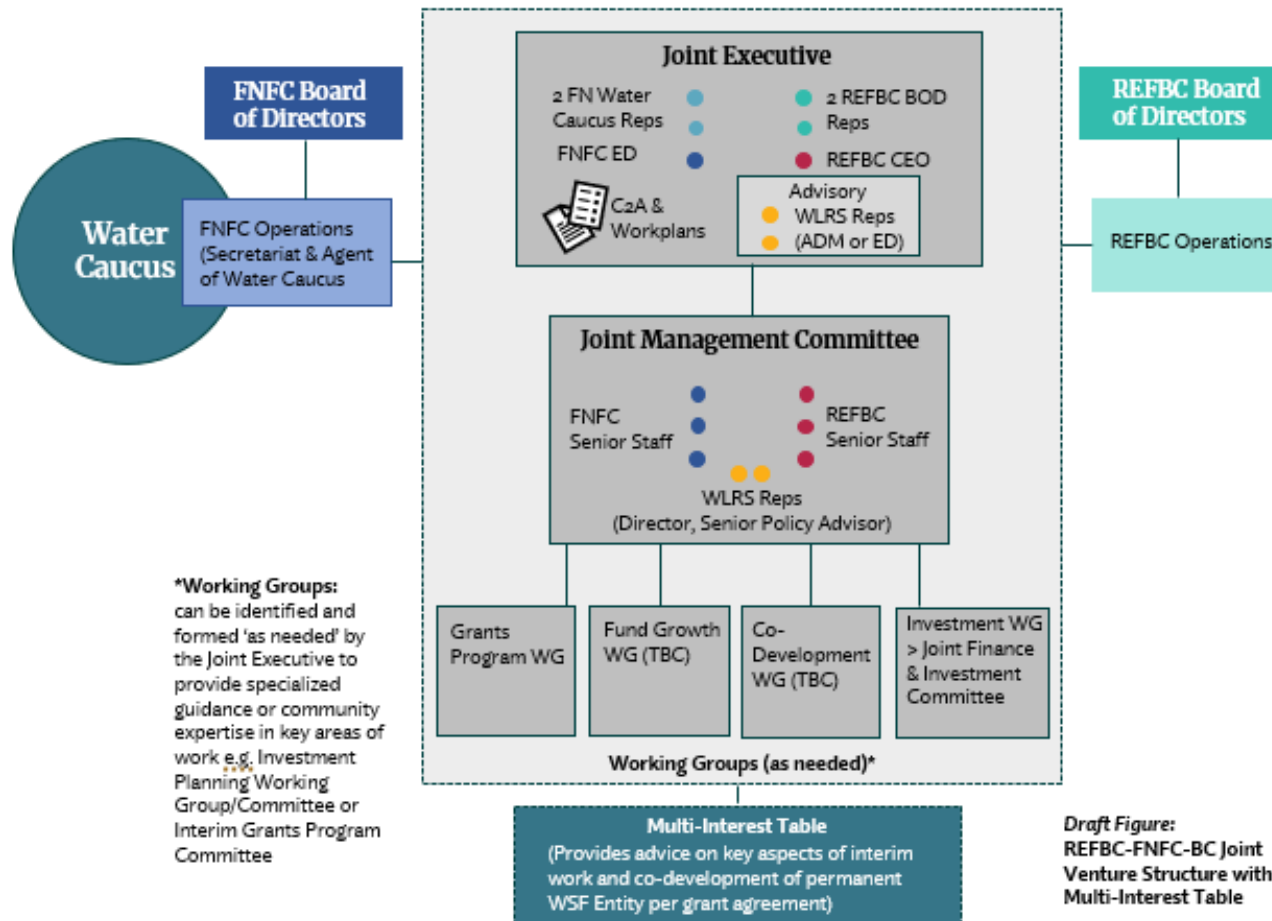 Joint Executive
2 FN Water
Caucus Reps
FNFC ED
2 REFBC BOD
Reps
REFBC CEO
C2A &
Workplans
Advisory
WLRS Reps
(ADM or ED)
FNFC Board
of Directors
REFBC Board
of Directors
Water
Caucus
FNFC Operations
(Secretariat & Agent
of Water Caucus
REFBC Operations
Joint Management Committee
FNFC
Senior Staff
REFBC
Senior Staff
WLRS Reps
(Director, Senior Policy Advisor)
*Working Groups:
can be identified and
formed ‘as needed’ by
the Joint Executive to
provide specialized
guidance or community
expertise in key areas of
work e.g. Investment
Planning Working
Group/Committee or
Interim Grants Program
Committee
Grants
Program WG
Fund Growth
WG (TBC)
Co-
Development
WG (TBC)
Investment WG
> Joint Finance
& Investment
Committee
Working Groups (as needed)*
Multi-Interest Table
(Provides advice on key aspects of interim
work and co-development of permanent
WSF Entity per grant agreement)
Draft Figure:
REFBC-FNFC-BC Joint
Venture Structure with
Multi-Interest Table